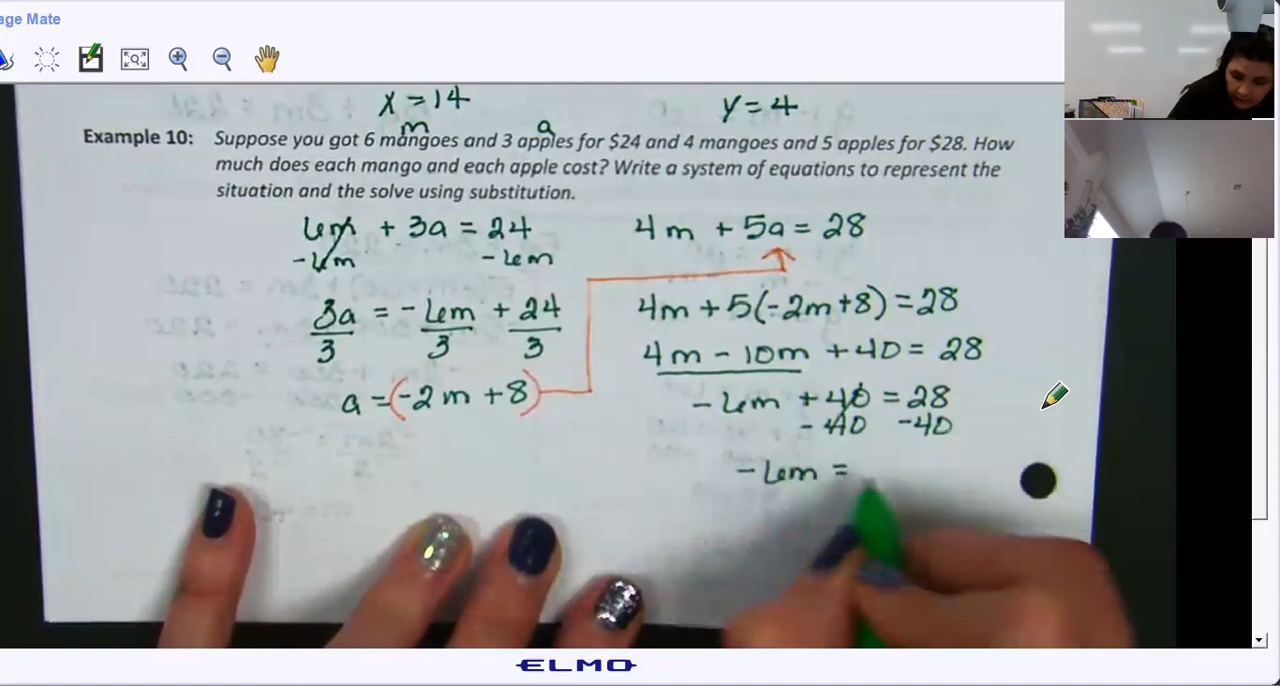 age Mate
x = 14
y = 4
m
a
Example 10: Suppose you got 6 mangoes and 3 apples for $24 and 4 mangoes and 5 apples for $28. How
much does each mango and each apple cost? Write a system of equations to represent the
situation and the solve using substitution.
6m + 3a = 24
-6m -6m
3a = -6m + 24
3 3 3
a = (-2m + 8)
4m + 5a = 28
4m + 5(-2m+8) = 28
4m - 10m + 40 = 28
-6m + 40 = 28
-40 -40
-6m =
ELMO